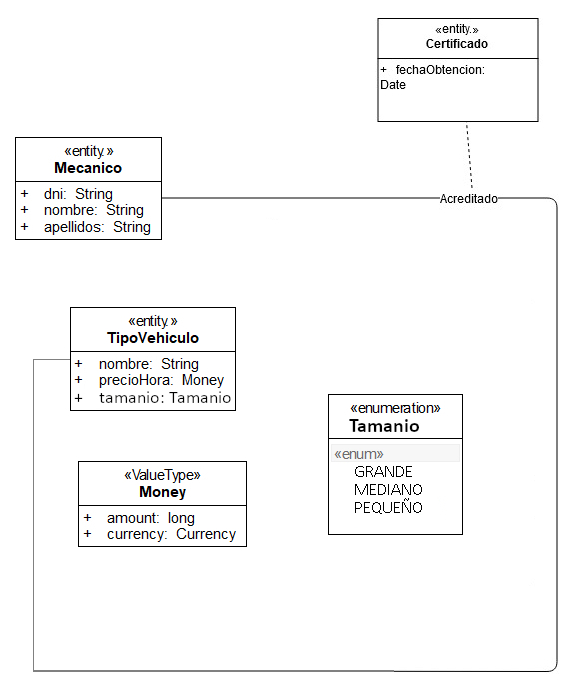 «entity.»
Certificado
+ fechaObtencion:
Date
«entity.»
Mecanico
+ dni: String
+ nombre: String
+ apellidos: String
Acreditado
«entity.»
TipoVehiculo
+ nombre: String
+ precioHora: Money
+ tamanio: Tamanio
«enumeration»
Tamanio
«enum»
GRANDE
MEDIANO
PEQUEÑO
«ValueType»
Money
+ amount: long
+ currency: Currency